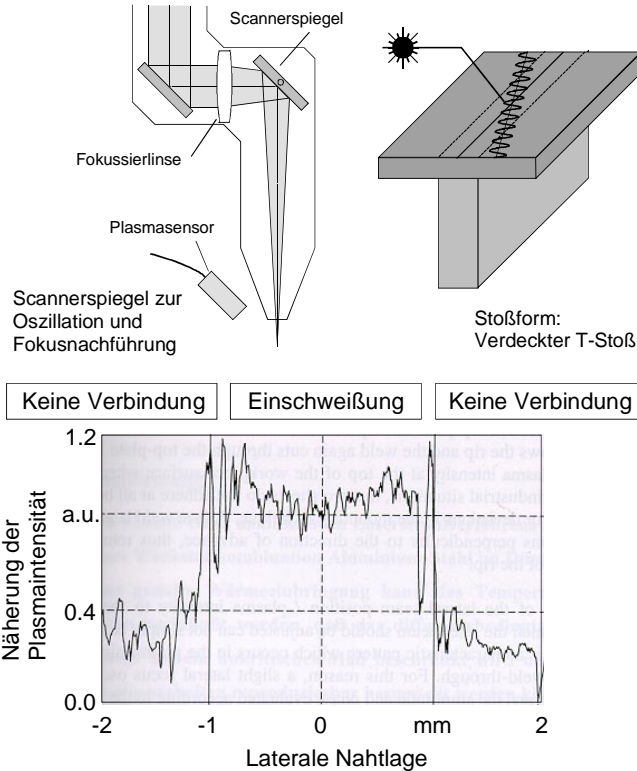 Scannerspiegel
Fokussierlinse
Plasmasensor
Scannerspiegel zur
Oszillation und
Fokusnachführung
Stoßform:
Verdeckter T-Stoß
Keine Verbindung
Einschweißung
Keine Verbindung
Näherung der
Plasmaintensität
1.2
a.u.
0.4
0.0
-2
-1
0
mm
2
Laterale Nahtlage